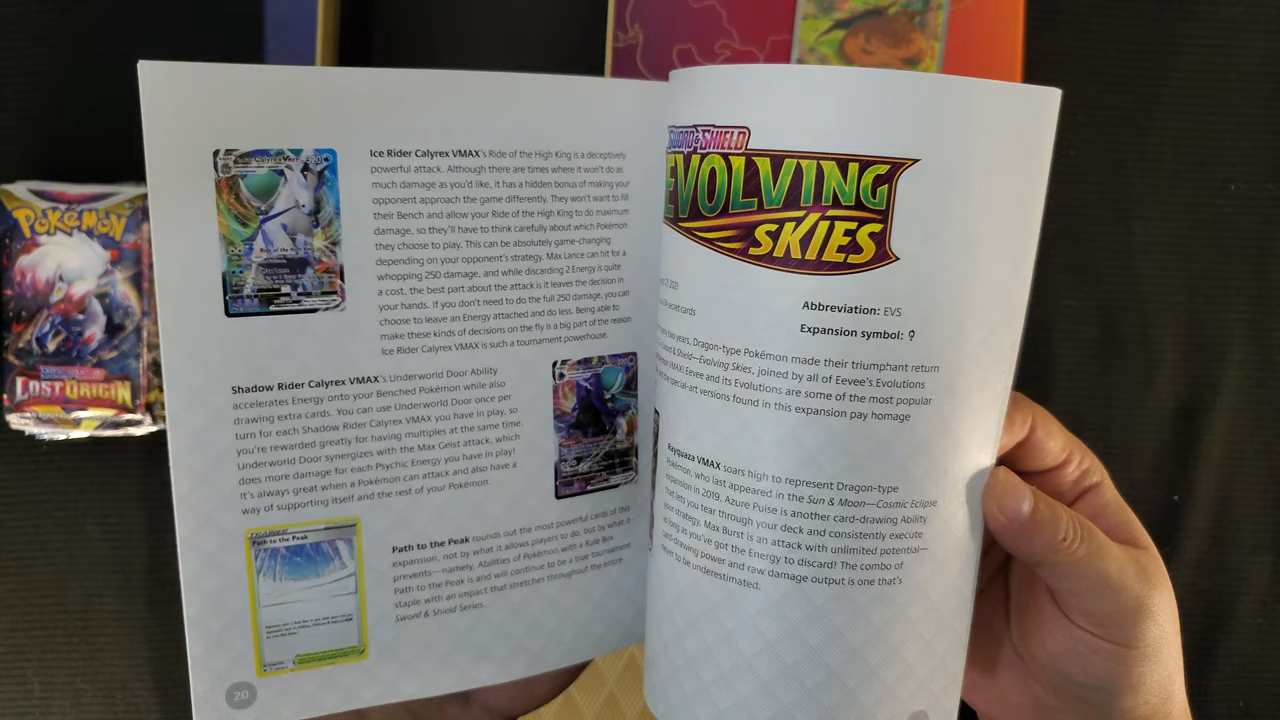 POKÉMON
LOST ORIGIN
Ice Rider Calyrex VMAX's Ride of the High King is a deceptively
powerful attack. Although there are times where it won't do as
much damage as you'd like, it has a hidden bonus of making your
opponent approach the game differently. They won't want to fill
their Bench and allow your Ride of the High King to do maximum
damage, so they'll have to think carefully about which Pokémon
they choose to play. This can be absolutely game-changing
depending on your opponent's strategy. Max Lance can hit for a
whopping 250 damage, and while discarding 2 Energy is quite
a cost, the best part about the attack is it leaves the decision in
your hands. If you don't need to do the full 250 damage, you can
choose to leave an Energy attached and do less. Being able to
make these kinds of decisions on the fly is a big part of the reason
Ice Rider Calyrex VMAX is such a tournament powerhouse.
Shadow Rider Calyrex VMAX's Underworld Door Ability
accelerates Energy onto your Benched Pokémon while also
drawing extra cards. You can use Underworld Door once per
turn for each Shadow Rider Calyrex VMAX you have in play, so
you're rewarded greatly for having multiples at the same time.
Underworld Door synergizes with the Max Geist attack, which
does more damage for each Psychic Energy you have in play!
It's always great when a Pokémon can attack and also have a
way of supporting itself and the rest of your Pokémon.
320
TRAINER
Path to the Peak
Path to the Peak rounds out the most powerful cards of this
expansion, not by what it allows players to do, but by what it
prevents—namely, Abilities of Pokémon with a Rule Box.
Path to the Peak is and will continue to be a true tournament
staple with an impact that stretches throughout the entire
Sword & Shield Series.
20
SWORD & SHIELD
EVOLVING
SKIES
2021
secret cards
Abbreviation: EVS
Expansion symbol:
two years, Dragon-type Pokémon made their triumphant return
Sword & Shield—Evolving Skies, joined by all of Eevee's Evolutions
VMAX! Eevee and its Evolutions are some of the most popular
the special-art versions found in this expansion pay homage
Rayquaza VMAX soars high to represent Dragon-type
Pokémon, who last appeared in the Sun & Moon—Cosmic Eclipse
expansion in 2019. Azure Pulse is another card-drawing Ability
that lets you tear through your deck and consistently execute
your strategy. Max Burst is an attack with unlimited potential—
as long as you've got the Energy to discard! The combo of
card-drawing power and raw damage output is one that's
never to be underestimated.